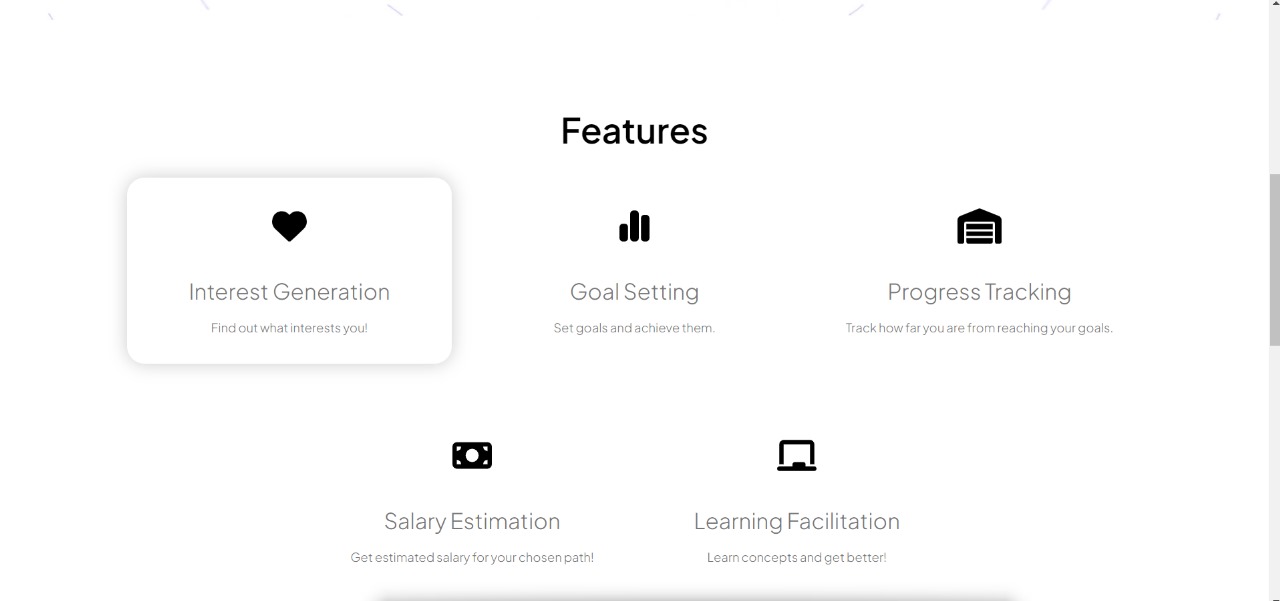 Features
Interest Generation
Find out what interests you!
Goal Setting
Set goals and achieve them.
Progress Tracking
Track how far you are from reaching your goals.
Salary Estimation
Get estimated salary for your chosen path!
Learning Facilitation
Learn concepts and get better!